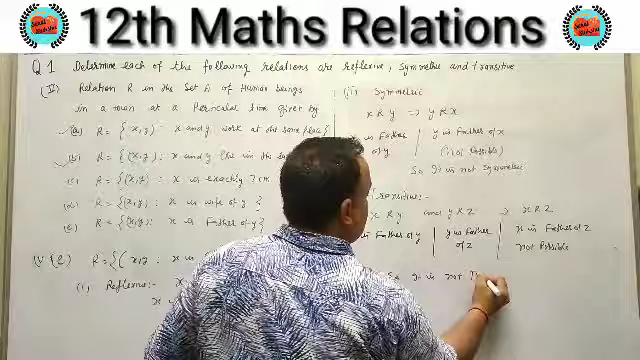 12th Maths Relations
Q1 Determine each of the following relations are reflexive, symmetric and transitive
(V) Relation R in the Set A of Human beings
in a town at a Perticular time given by
(a) R = { x,y) : x and y work at the same place}
(b) R = {(x,y) : x and y live in the
(c) R = {(x,y) : x is exactly 7 cm
(d) R = {(x,y) : x is wife of y }
(e) R = {(x,y) : x is Father of y }
(e) R = {( x,y : x is
(i) Reflexive:-
(ii) Symmetric
x R y ⇒ y R x
is Father y is Father of x
of y (not Possible)
So it is not Symmetric
x R y and y R z ⇒ x R z
is Father of y y is Father x is Father of z
of z not Possible
So it is not